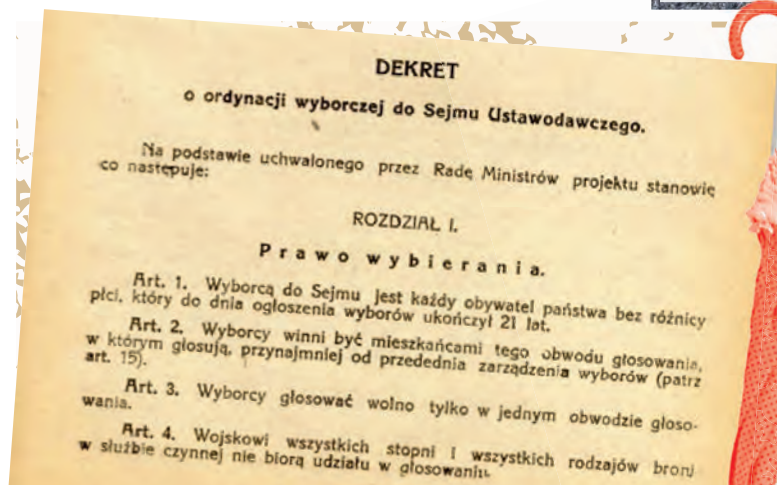 DEKRET
o ordynacji wyborczej do Sejmu Ustawodawczego.
Na podstawie uchwalonego przez Radę Ministrów projektu stanowię
co następuje:
ROZDZIAŁ I.
Prawo wybierania.
Art. 1. Wyborcą do Sejmu jest każdy obywatel państwa bez różnicy
płci, który do dnia ogłoszenia wyborów ukończył 21 lat.
Art. 2. Wyborcy winni być mieszkańcami tego obwodu głosowania,
w którym głosują, przynajmniej od przedednia zarządzenia wyborów (patrz
art. 15).
Art. 3. Wyborcy głosować wolno tylko w jednym obwodzie głoso-
wania.
Art. 4. Wojskowi wszystkich stopni i wszystkich rodzajów broni
w służbie czynnej nie biorą udziału w głosowaniu.